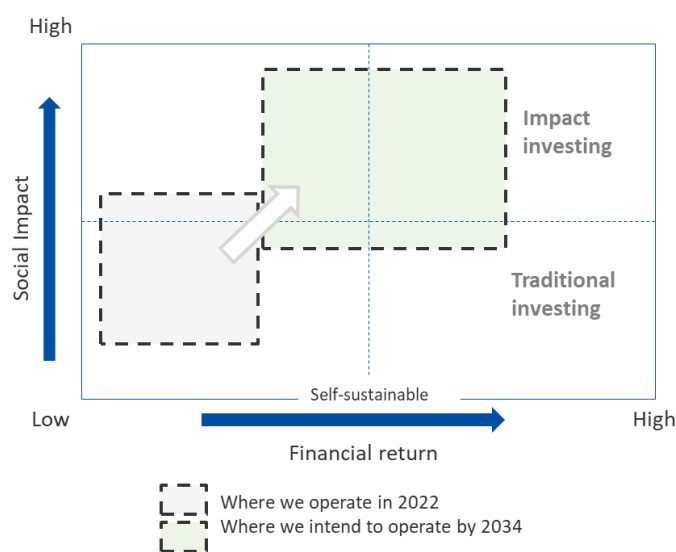 High
Impact
investing
Social Impact
Traditional
investing
Self-sustainable
Low
High
Financial return
Where we operate in 2022
Where we intend to operate by 2034